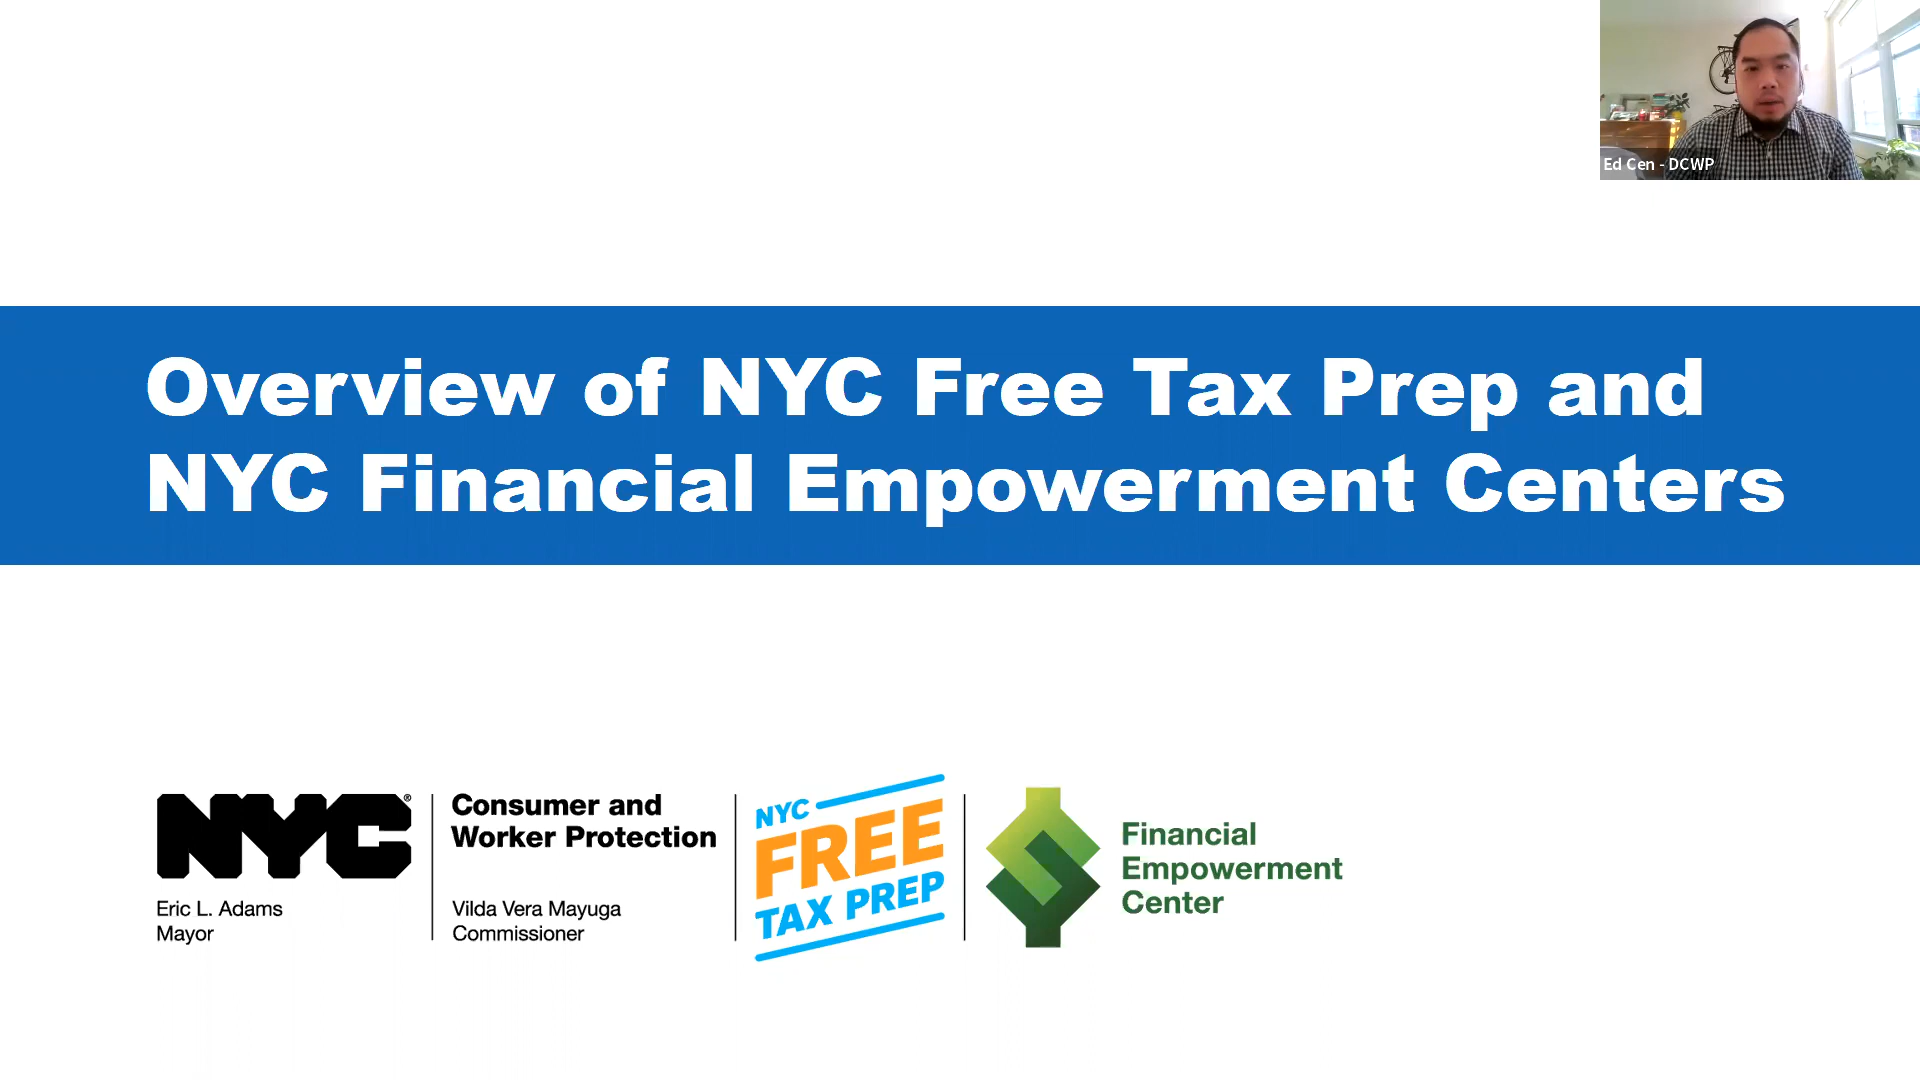 Ed Cen - DCWP
Overview of NYC Free Tax Prep and
NYC Financial Empowerment Centers
NYC®
Eric L. Adams
Mayor
Consumer and
Worker Protection
Vilda Vera Mayuga
Commissioner
NYC
FREE
TAX PREP
Financial
Empowerment
Center